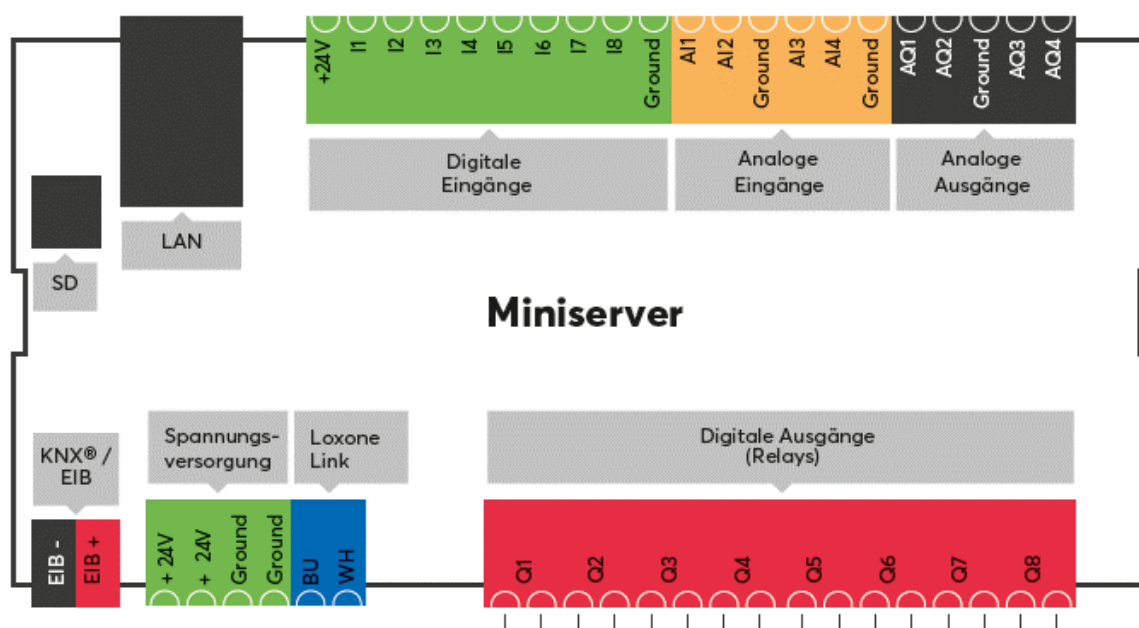 +24V I1 I2 I3 I4 I5 I6 I7 I8 Ground AI1 AI2 Ground AI3 AI4 Ground AQ1 AQ2 Ground AQ3 AQ4
Digitale
Eingänge
Analoge
Eingänge
Analoge
Ausgänge
LAN
SD
Miniserver
KNX® /
EIB
Spannungs-
versorgung
Loxone
Link
Digitale Ausgänge
(Relays)
EIB - EIB + + 24V + 24V Ground Ground BU WH Q1 Q2 Q3 Q4 Q5 Q6 Q7 Q8